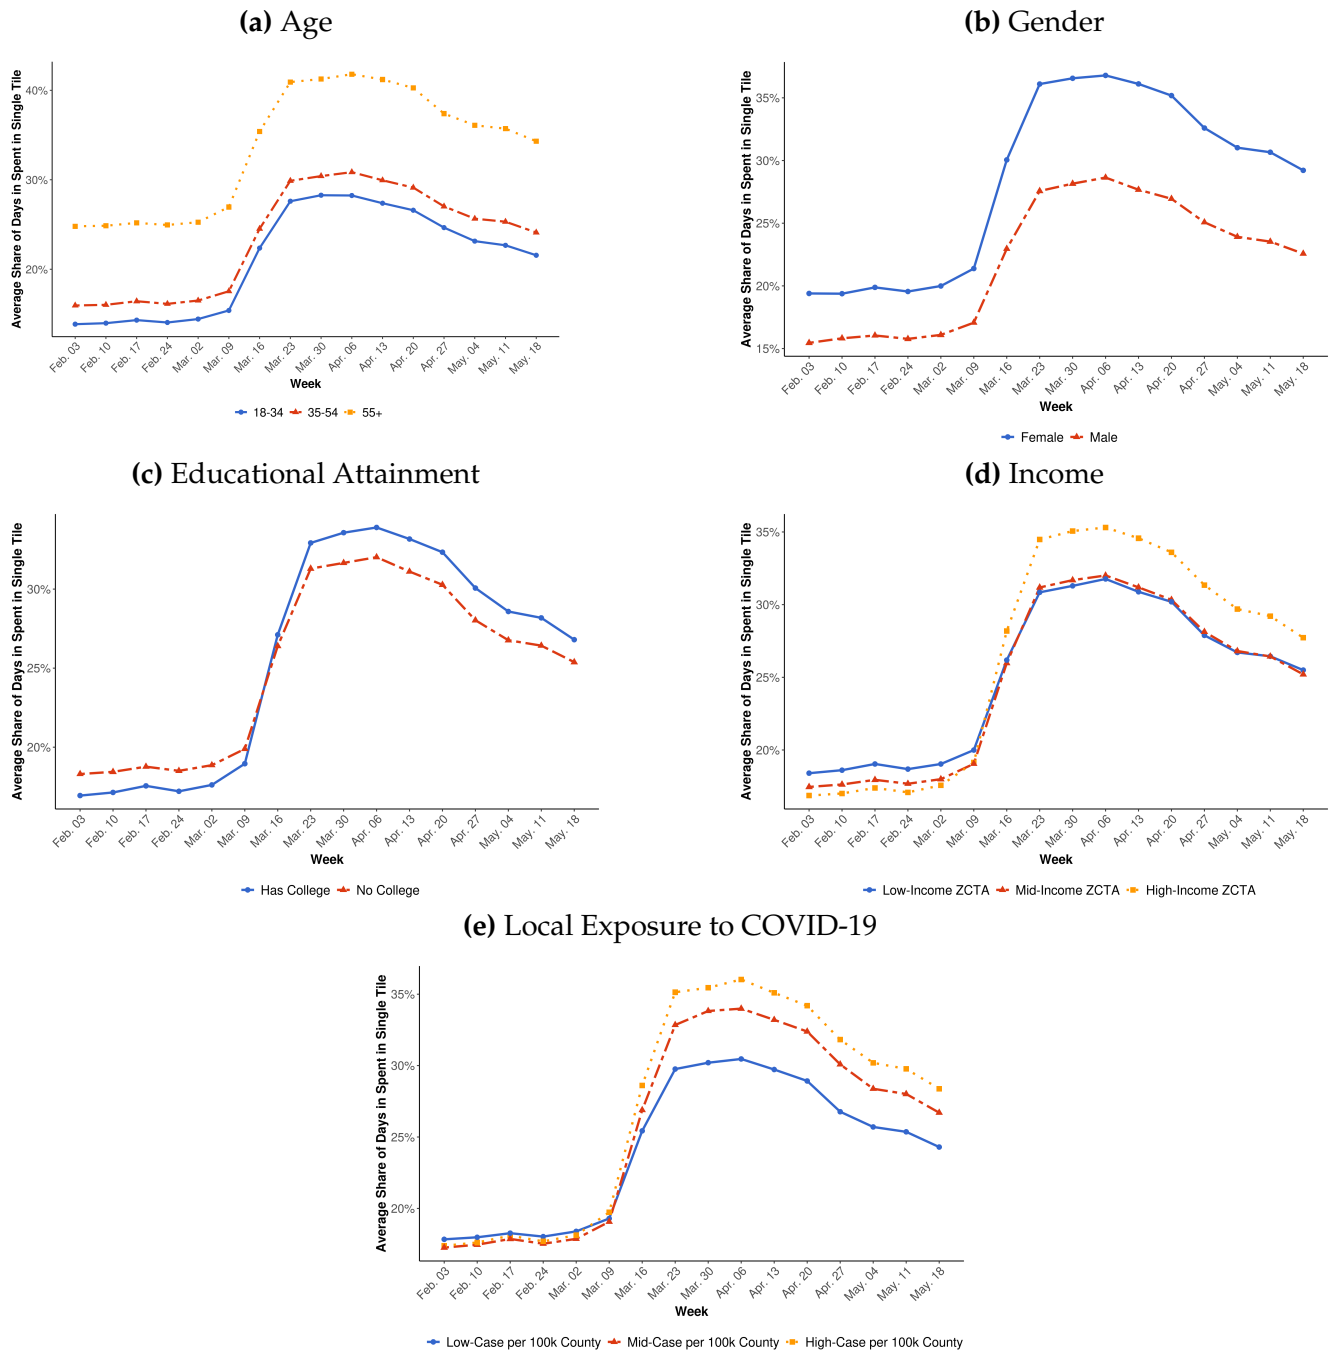 (a) Age
Average Share of Days in Spent in Single Tile
40%
30%
20%
Feb. 03
Feb. 10
Feb. 17
Feb. 24
Mar. 02
Mar. 09
Mar. 16
Mar. 23
Mar. 30
Apr. 06
Apr. 13
Apr. 20
Apr. 27
May. 04
May. 11
May. 18
Week
18-34 35-54 55+
(b) Gender
Average Share of Days in Spent in Single Tile
35%
30%
25%
20%
15%
Feb. 03
Feb. 10
Feb. 17
Feb. 24
Mar. 02
Mar. 09
Mar. 16
Mar. 23
Mar. 30
Apr. 06
Apr. 13
Apr. 20
Apr. 27
May. 04
May. 11
May. 18
Week
Female Male
(c) Educational Attainment
Average Share of Days in Spent in Single Tile
30%
25%
20%
Feb. 03
Feb. 10
Feb. 17
Feb. 24
Mar. 02
Mar. 09
Mar. 16
Mar. 23
Mar. 30
Apr. 06
Apr. 13
Apr. 20
Apr. 27
May. 04
May. 11
May. 18
Week
Has College No College
(d) Income
Average Share of Days in Spent in Single Tile
35%
30%
25%
20%
Feb. 03
Feb. 10
Feb. 17
Feb. 24
Mar. 02
Mar. 09
Mar. 16
Mar. 23
Mar. 30
Apr. 06
Apr. 13
Apr. 20
Apr. 27
May. 04
May. 11
May. 18
Week
Low-Income ZCTA Mid-Income ZCTA High-Income ZCTA
(e) Local Exposure to COVID-19
Average Share of Days in Spent in Single Tile
35%
30%
25%
20%
Feb. 03
Feb. 10
Feb. 17
Feb. 24
Mar. 02
Mar. 09
Mar. 16
Mar. 23
Mar. 30
Apr. 06
Apr. 13
Apr. 20
Apr. 27
May. 04
May. 11
May. 18
Week
Low-Case per 100k County Mid-Case per 100k County High-Case per 100k County